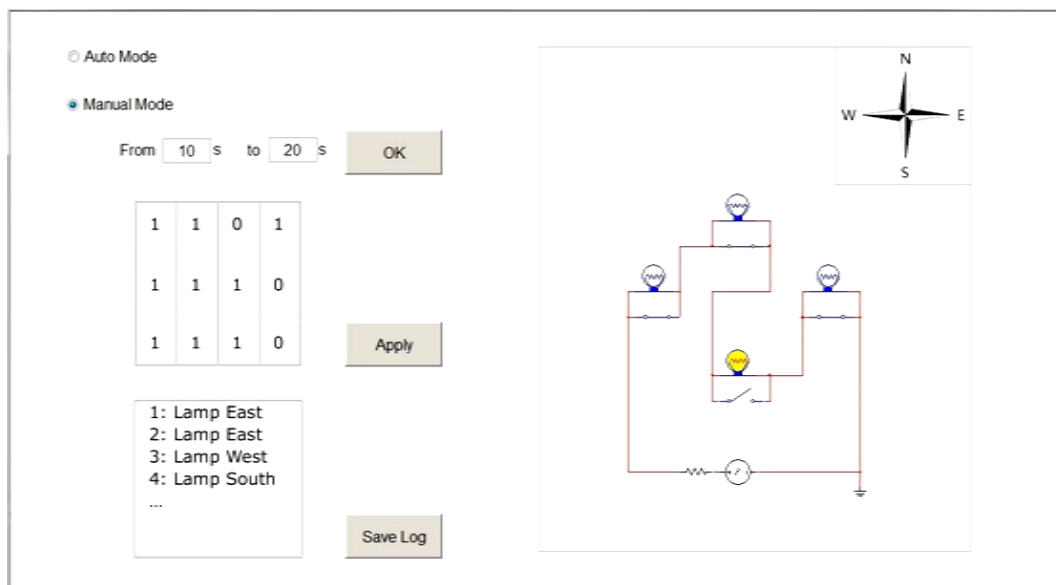 Auto Mode
Manual Mode
From 10 s to 20 s OK
1 1 0 1
1 1 1 0
1 1 1 0
Apply
1: Lamp East
2: Lamp East
3: Lamp West
4: Lamp South
...
Save Log
N
W E
S